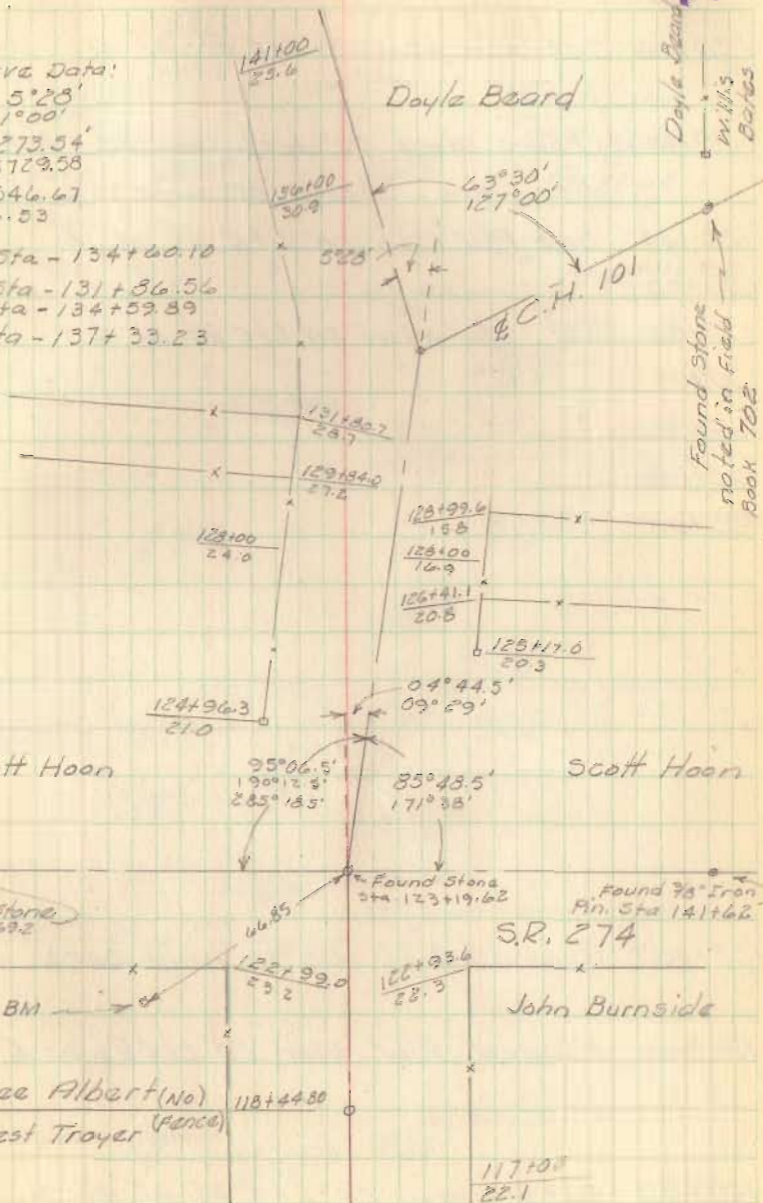 141+00
25.6
Doyle Beard
Doyle Beard
Willis
Bates
ve Data:
5°28'
1°00'
273.54'
5729.58
546.67
.53
Sta - 134+60.10
Sta - 131+86.56
ta - 134+59.89
ta - 137+33.23
136+00
30.9
63°30'
127°00'
5°28'
℄ C.H. 101
Found Stone
noted in field
Book 702
131+80.7
28.7
129+84.0
27.2
128+00
24.0
128+99.6
15.8
128+00
16.9
126+41.1
20.8
125+17.0
20.3
124+96.3
21.0
04°44.5'
09°29'
tt Hoon
95°06.5'
190°12.5'
285°18.5'
85°48.5'
171°38'
Scott Hoon
Found Stone
Sta 123+19.62
Found 7/8" Iron
Pin. Sta 141+62
S.R. 274
Stone
69.2
66.85
122+99.0
23.2
122+93.6
22.3
BM
John Burnside
ee Albert (No)
(Fence)
118+44.80
est Troyer
117+0
22.1